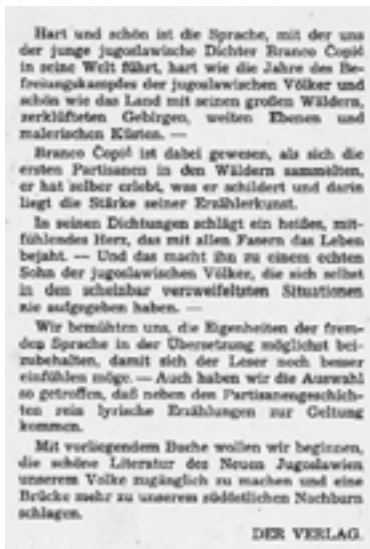 Hart und schön ist die Sprache, mit der uns
der junge jugoslawische Dichter Branco Ćopić
in seine Welt führt, hart wie die Jahre des Be-
freiungskampfes der jugoslawischen Völker und
schön wie das Land mit seinen großen Wäldern,
zerklüfteten Gebirgen, weiten Ebenen und
malerischen Küsten. —
Branco Ćopić ist dabei gewesen, als sich die
ersten Partisanen in den Wäldern sammelten,
er hat selber erlebt, was er schildert und darin
liegt die Stärke seiner Erzählerkunst.
In seinen Dichtungen schlägt ein heißes, mit-
fühlendes Herz, das mit allen Fasern das Leben
bejaht. — Und das macht ihn zu einem echten
Sohn der jugoslawischen Völker, die sich selbst
in den scheinbar verzweifeltsten Situationen
nie aufgegeben haben. —
Wir bemühten uns, die Eigenheiten der frem-
den Sprache in der Übersetzung möglichst bei-
zubehalten, damit sich der Leser noch besser
einfühlen möge. — Auch haben wir die Auswahl
so getroffen, daß neben den Partisanengeschich-
ten rein lyrische Erzählungen zur Geltung
kommen.
Mit vorliegendem Buche wollen wir beginnen,
die schöne Literatur des Neuen Jugoslawien
unserem Volke zugänglich zu machen und eine
Brücke mehr zu unserem südöstlichen Nachbarn
schlagen.
DER VERLAG.